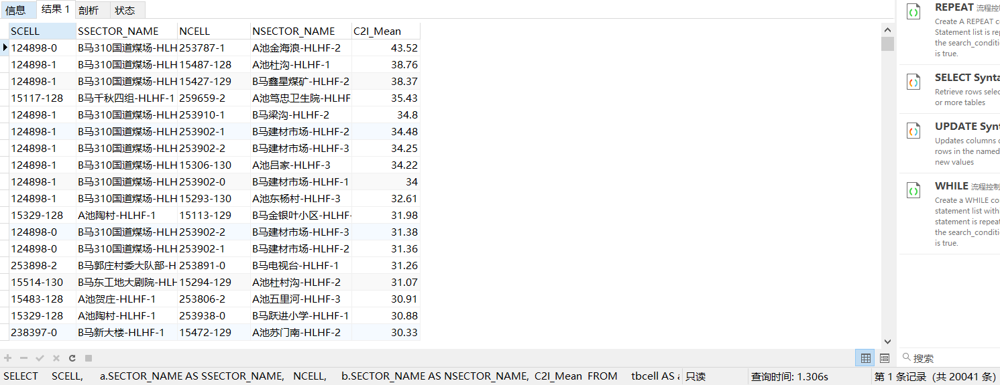 信息 结果 1 剖析 状态
SCELL SSECTOR_NAME NCELL NSECTOR_NAME C2I_Mean
124898-0 B马310国道煤场-HLH 253787-1 A池金海浪-HLHF-2 43.52
124898-1 B马310国道煤场-HLH 15487-128 A池杜沟-HLHF-1 38.76
124898-1 B马310国道煤场-HLH 15427-129 B马鑫星煤矿-HLHF-2 38.37
15117-128 B马千秋四组-HLHF-1 259659-2 A池笃忠卫生院-HLHF 35.43
124898-1 B马310国道煤场-HLH 253910-1 B马梁沟-HLHF-2 34.8
124898-1 B马310国道煤场-HLH 253902-1 B马建材市场-HLHF-2 34.48
124898-1 B马310国道煤场-HLH 253902-2 B马建材市场-HLHF-3 34.25
124898-1 B马310国道煤场-HLH 15306-130 A池吕家-HLHF-3 34.22
124898-1 B马310国道煤场-HLH 253902-0 B马建材市场-HLHF-1 34
124898-1 B马310国道煤场-HLH 15293-130 A池东杨村-HLHF-3 32.61
15329-128 A池陶村-HLHF-1 15113-129 B马金银叶小区-HLHF- 31.98
124898-0 B马310国道煤场-HLH 253902-2 B马建材市场-HLHF-3 31.38
124898-0 B马310国道煤场-HLH 253902-1 B马建材市场-HLHF-2 31.36
253898-2 B马郭庄村委大队部-H 253891-0 B马电视台-HLHF-1 31.26
15514-130 B马东工地大剧院-HLH 15294-129 A池杜村沟-HLHF-2 31.07
15483-128 A池贺庄-HLHF-1 253806-2 A池五里河-HLHF-3 30.91
15329-128 A池陶村-HLHF-1 253938-0 B马跃进小学-HLHF-1 30.88
238397-0 B马新大楼-HLHF-1 15472-129 A池苏门南-HLHF-2 30.33
REPEAT 流程控制
Create A REPEAT c
Statement list is rep
the search_conditi
is true.
SELECT Synta
Retrieve rows selec
or more tables
UPDATE Synt
Updates columns o
rows in the named
new values
WHILE 流程控制
Create a WHILE co
statement list with
statement is repeat
the search_conditi
is true.
搜索
SELECT SCELL, a.SECTOR_NAME AS SSECTOR_NAME, NCELL, b.SECTOR_NAME AS NSECTOR_NAME, C2I_Mean FROM tbcell AS a 只读 查询时间: 1.306s 第 1 条记录 (共 20041 条)